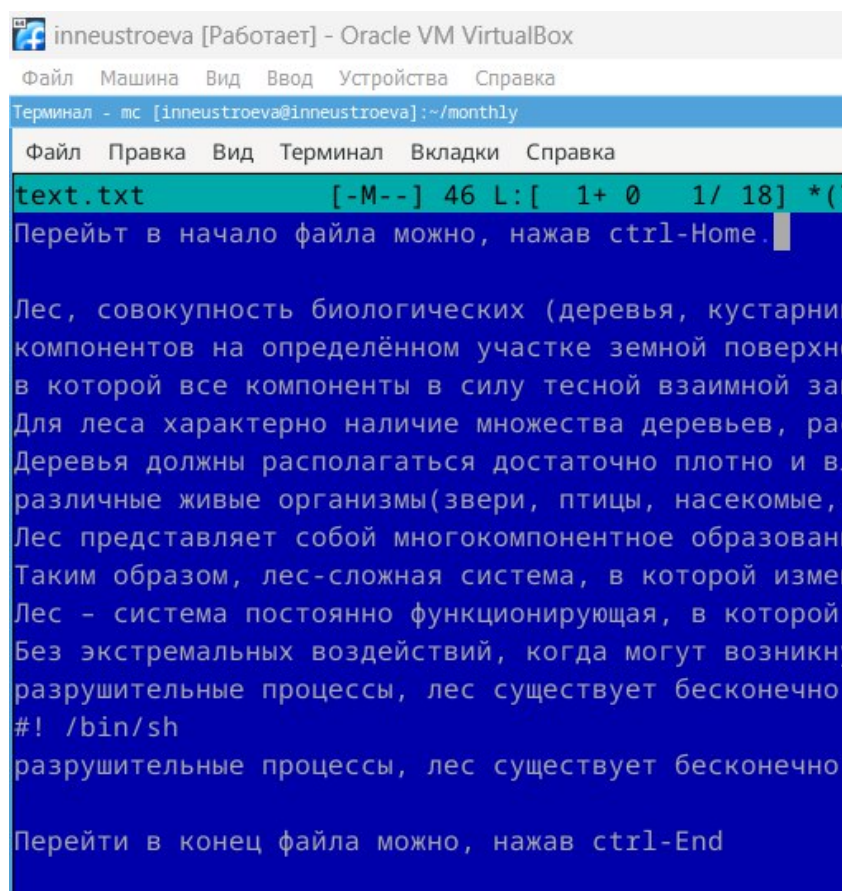 inneustroeva [Работает] - Oracle VM VirtualBox
Файл Машина Вид Ввод Устройства Справка
Терминал - mc [inneustroeva@inneustroeva]:~/monthly
Файл Правка Вид Терминал Вкладки Справка
text.txt [-M--] 46 L:[ 1+ 0 1/ 18] *(
Перейьт в начало файла можно, нажав ctrl-Home.
Лес, совокупность биологических (деревья, кустарни
компонентов на определённом участке земной поверхн
в которой все компоненты в силу тесной взаимной за
Для леса характерно наличие множества деревьев, ра
Деревья должны располагаться достаточно плотно и в
различные живые организмы(звери, птицы, насекомые,
Лес представляет собой многокомпонентное образован
Таким образом, лес-сложная система, в которой изме
Лес – система постоянно функционирующая, в которой
Без экстремальных воздействий, когда могут возникн
разрушительные процессы, лес существует бесконечно
#! /bin/sh
разрушительные процессы, лес существует бесконечно
Перейти в конец файла можно, нажав ctrl-End